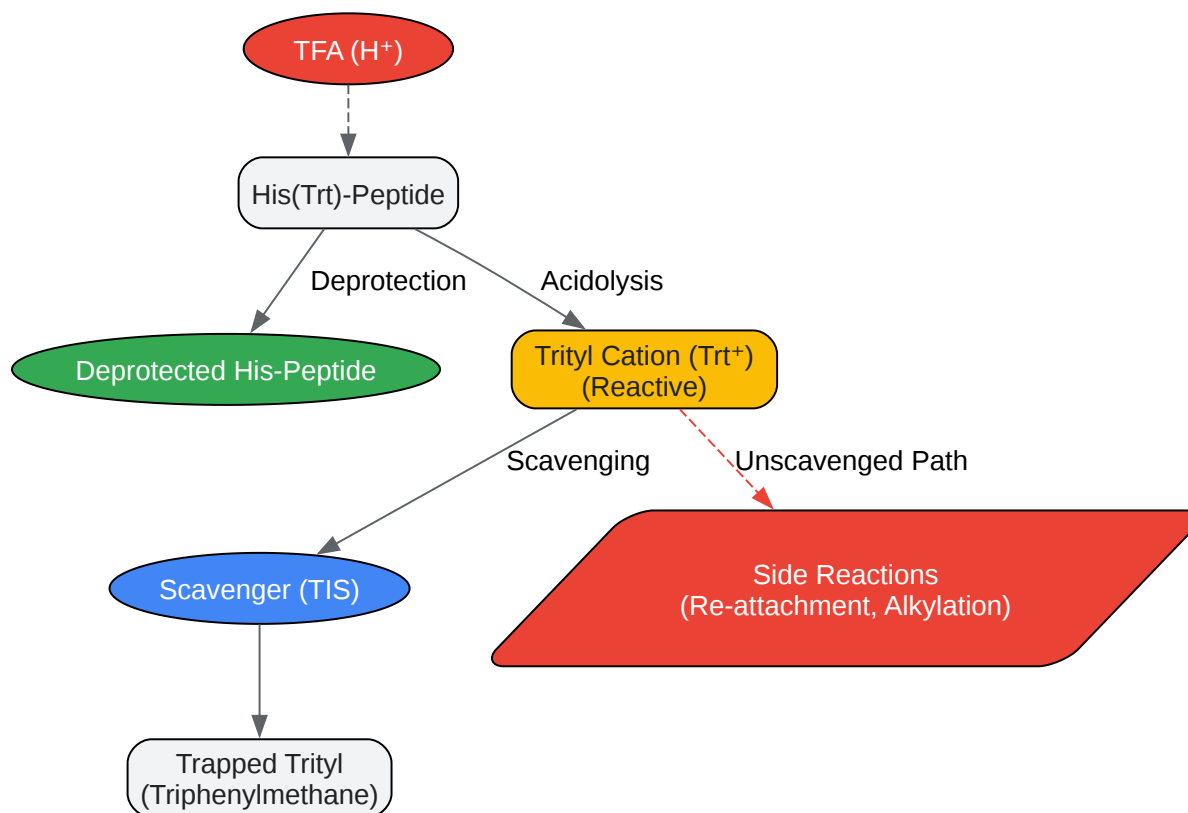 TFA (H⁺)
His(Trt)-Peptide
Deprotection
Acidolysis
Deprotected His-Peptide
Trityl Cation (Trt⁺)
(Reactive)
Scavenging
Unscavenged Path
Scavenger (TIS)
Side Reactions
(Re-attachment, Alkylation)
Trapped Trityl
(Triphenylmethane)